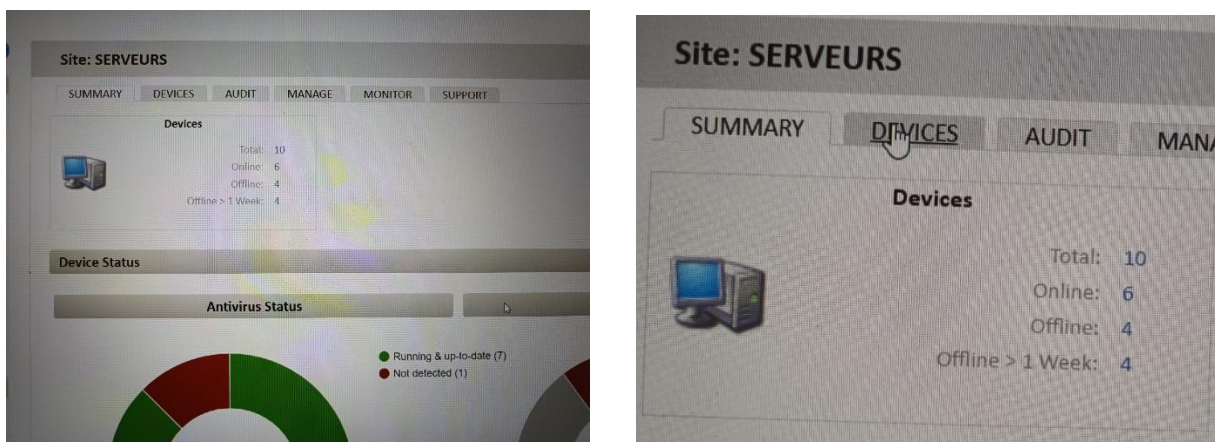 Site: SERVEURS
SUMMARY DEVICES AUDIT MANAGE MONITOR SUPPORT
Devices
Total: 10
Online: 6
Offline: 4
Offline > 1 Week: 4
Device Status
Antivirus Status
Running & up-to-date (7)
Not detected (1)
Site: SERVEURS
SUMMARY DEVICES AUDIT MANA
Devices
Total: 10
Online: 6
Offline: 4
Offline > 1 Week: 4